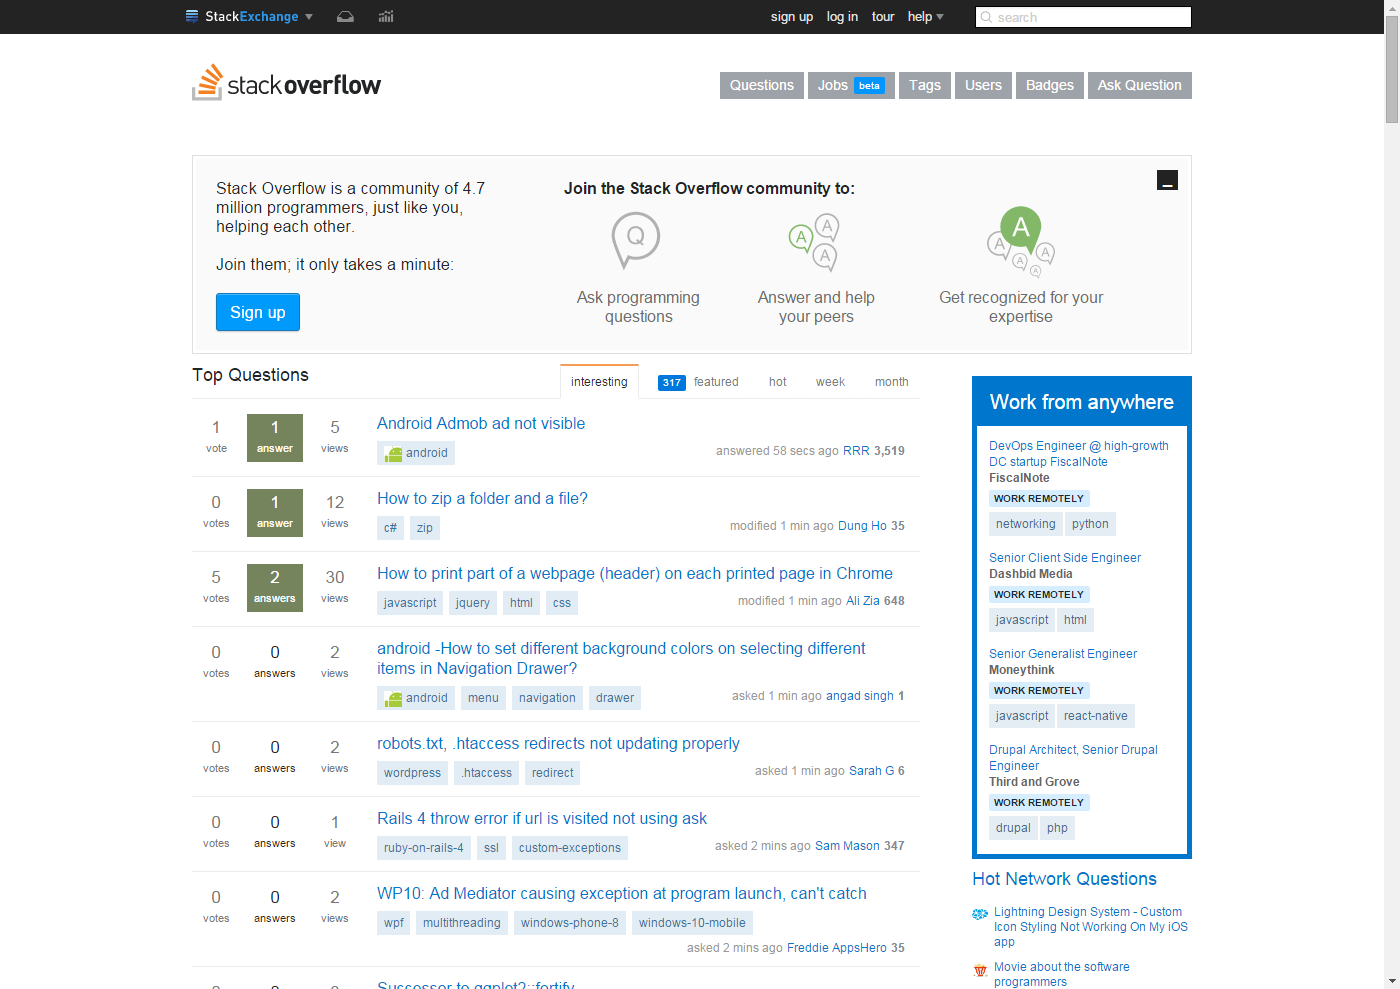 StackExchange
sign up log in tour help
search
stackoverflow
Questions Jobs beta Tags Users Badges Ask Question
Stack Overflow is a community of 4.7
million programmers, just like you,
helping each other.
Join them; it only takes a minute:
Sign up
Join the Stack Overflow community to:
Q
A A A
A A A A A
Ask programming
questions
Answer and help
your peers
Get recognized for your
expertise
Top Questions
interesting 317 featured hot week month
1 1 5
vote answer views
Android Admob ad not visible
android
answered 58 secs ago RRR 3,519
0 1 12
votes answer views
How to zip a folder and a file?
c# zip
modified 1 min ago Dung Ho 35
5 2 30
votes answers views
How to print part of a webpage (header) on each printed page in Chrome
javascript jquery html css
modified 1 min ago Ali Zia 648
0 0 2
votes answers views
android -How to set different background colors on selecting different
items in Navigation Drawer?
android menu navigation drawer
asked 1 min ago angad singh 1
0 0 2
votes answers views
robots.txt, .htaccess redirects not updating properly
wordpress .htaccess redirect
asked 1 min ago Sarah G 6
0 0 1
votes answers view
Rails 4 throw error if url is visited not using ask
ruby-on-rails-4 ssl custom-exceptions
asked 2 mins ago Sam Mason 347
0 0 2
votes answers views
WP10: Ad Mediator causing exception at program launch, can't catch
wpf multithreading windows-phone-8 windows-10-mobile
asked 2 mins ago Freddie AppsHero 35
Successor to ggplot2::fortify
Work from anywhere
DevOps Engineer @ high-growth
DC startup FiscalNote
FiscalNote
WORK REMOTELY
networking python
Senior Client Side Engineer
Dashbid Media
WORK REMOTELY
javascript html
Senior Generalist Engineer
Moneythink
WORK REMOTELY
javascript react-native
Drupal Architect, Senior Drupal
Engineer
Third and Grove
WORK REMOTELY
drupal php
Hot Network Questions
Lightning Design System - Custom
Icon Styling Not Working On My iOS
app
Movie about the software
programmers